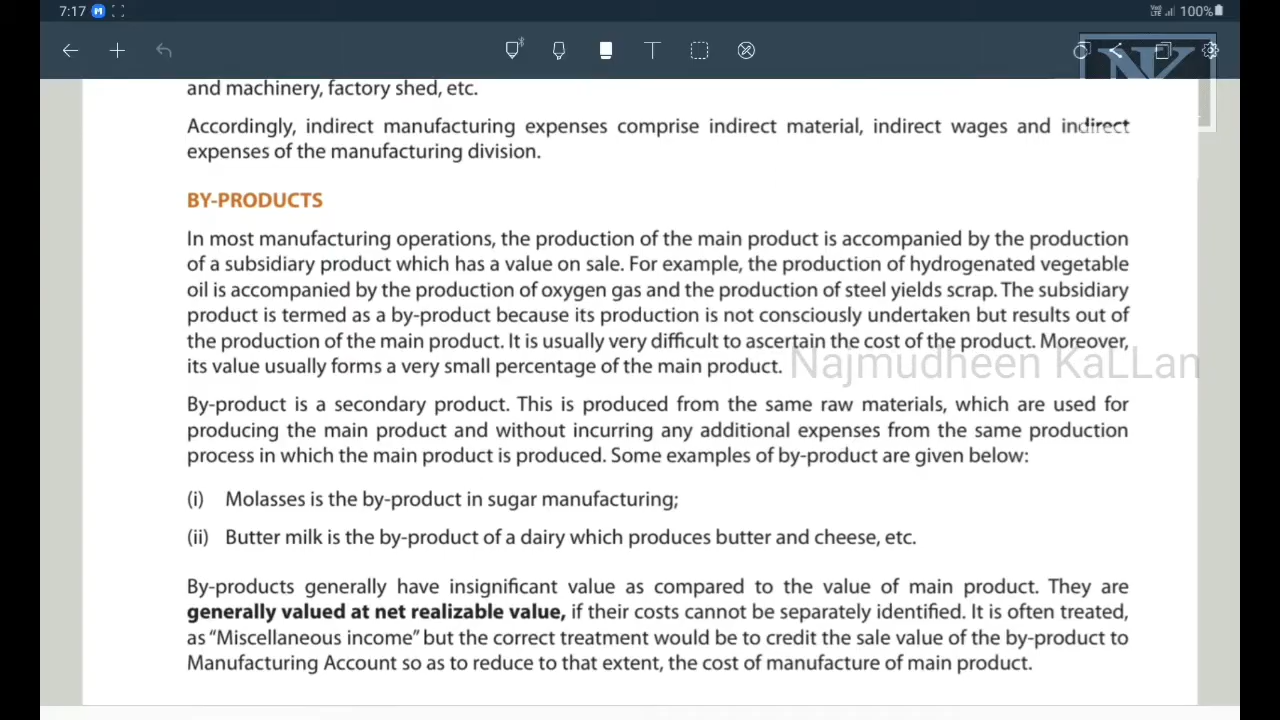 7:17
100%
and machinery, factory shed, etc.
Accordingly, indirect manufacturing expenses comprise indirect material, indirect wages and indirect
expenses of the manufacturing division.
BY-PRODUCTS
In most manufacturing operations, the production of the main product is accompanied by the production
of a subsidiary product which has a value on sale. For example, the production of hydrogenated vegetable
oil is accompanied by the production of oxygen gas and the production of steel yields scrap. The subsidiary
product is termed as a by-product because its production is not consciously undertaken but results out of
the production of the main product. It is usually very difficult to ascertain the cost of the product. Moreover,
its value usually forms a very small percentage of the main product.
Najmudheen KaLLan
By-product is a secondary product. This is produced from the same raw materials, which are used for
producing the main product and without incurring any additional expenses from the same production
process in which the main product is produced. Some examples of by-product are given below:
(i) Molasses is the by-product in sugar manufacturing;
(ii) Butter milk is the by-product of a dairy which produces butter and cheese, etc.
By-products generally have insignificant value as compared to the value of main product. They are
generally valued at net realizable value, if their costs cannot be separately identified. It is often treated,
as “Miscellaneous income” but the correct treatment would be to credit the sale value of the by-product to
Manufacturing Account so as to reduce to that extent, the cost of manufacture of main product.